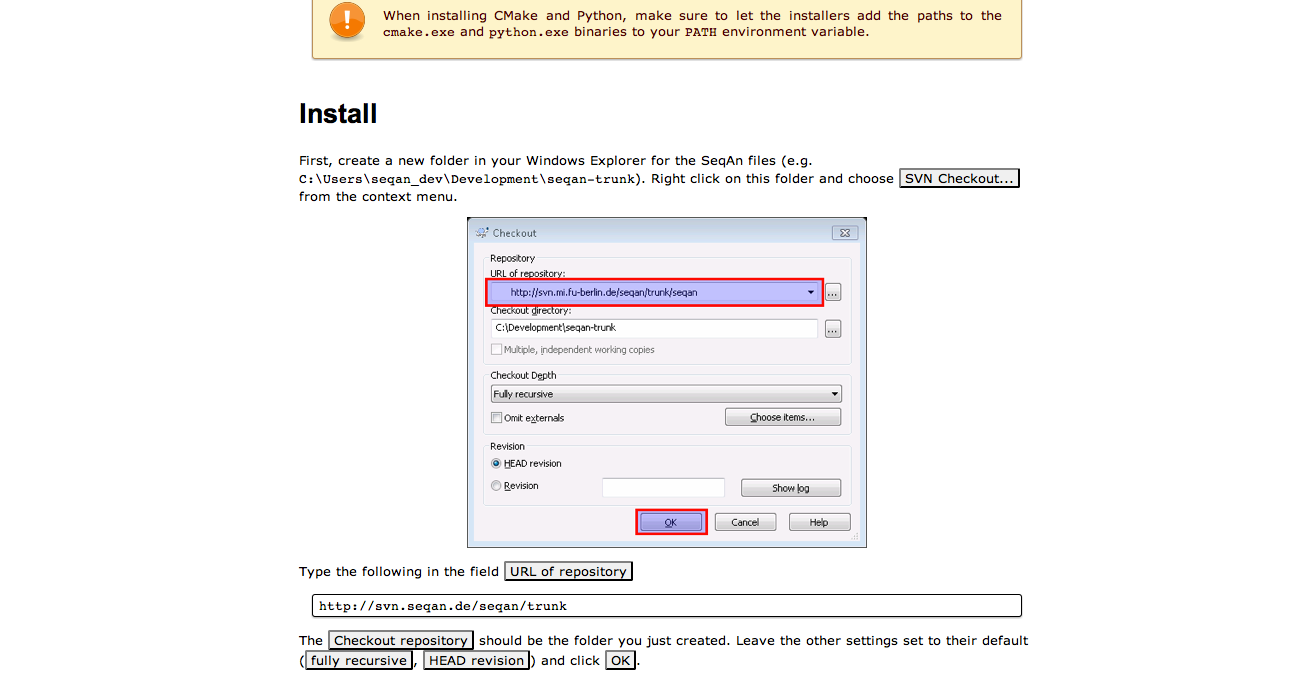 When installing CMake and Python, make sure to let the installers add the paths to the
cmake.exe and python.exe binaries to your PATH environment variable.
Install
First, create a new folder in your Windows Explorer for the SeqAn files (e.g.
C:\Users\seqan_dev\Development\seqan-trunk). Right click on this folder and choose SVN Checkout...
from the context menu.
Checkout
Repository
URL of repository:
http://svn.mi.fu-berlin.de/seqan/trunk/seqan
...
Checkout directory:
C:\Development\seqan-trunk
...
Multiple, independent working copies
Checkout Depth
Fully recursive
Omit externals
Choose items...
Revision
HEAD revision
Revision
Show log
OK Cancel Help
Type the following in the field URL of repository
http://svn.seqan.de/seqan/trunk
The Checkout repository should be the folder you just created. Leave the other settings set to their default
(fully recursive, HEAD revision) and click OK.